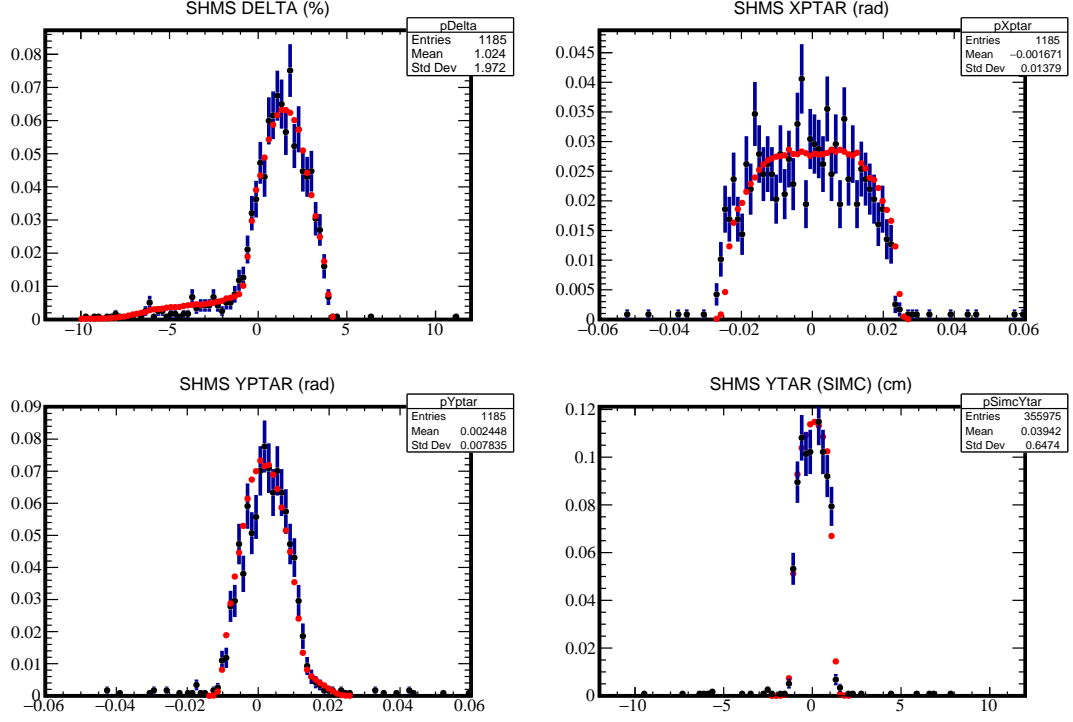 SHMS DELTA (%)
pDelta
Entries 1185
Mean 1.024
Std Dev 1.972
0.08
0.07
0.06
0.05
0.04
0.03
0.02
0.01
0
−10 −5 0 5 10
SHMS XPTAR (rad)
pXptar
Entries 1185
Mean −0.001671
Std Dev 0.01379
0.045
0.04
0.035
0.03
0.025
0.02
0.015
0.01
0.005
0
−0.06 −0.04 −0.02 0 0.02 0.04 0.06
SHMS YPTAR (rad)
pYptar
Entries 1185
Mean 0.002448
Std Dev 0.007835
0.09
0.08
0.07
0.06
0.05
0.04
0.03
0.02
0.01
0
−0.06 −0.04 −0.02 0 0.02 0.04 0.06
SHMS YTAR (SIMC) (cm)
pSimcYtar
Entries 355975
Mean 0.03942
Std Dev 0.6474
0.12
0.1
0.08
0.06
0.04
0.02
0
−10 −5 0 5 10